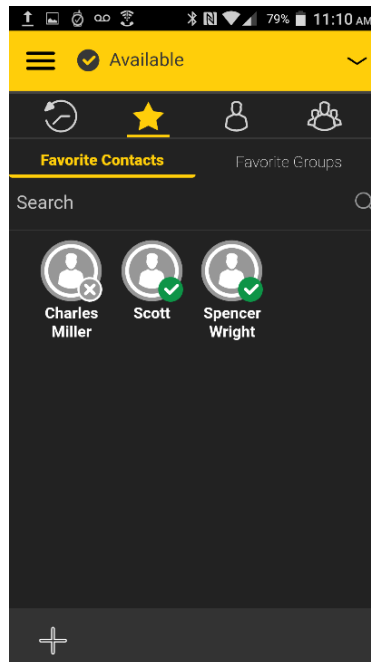 79% 11:10 AM
Available
Favorite Contacts Favorite Groups
Search
Charles Miller
Scott
Spencer Wright